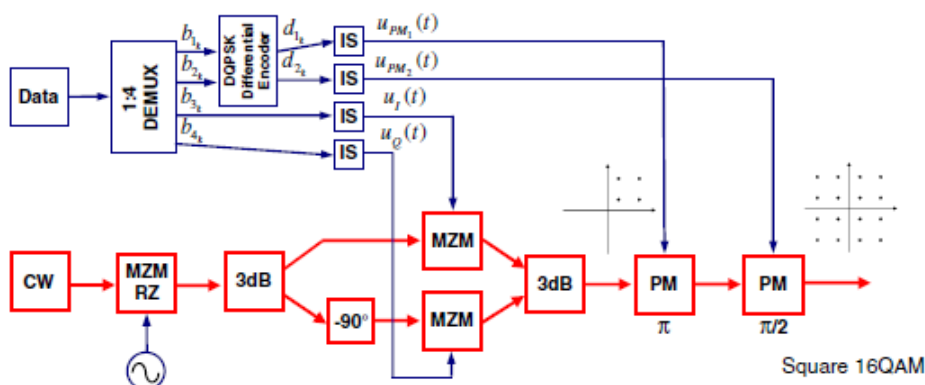 Data
1:4
DEMUX
b1k
b2k
b3k
b4k
DQPSK
Differential
Encoder
d1k
d2k
IS
IS
IS
IS
uPM1(t)
uPM2(t)
uI(t)
uQ(t)
CW
MZM
RZ
3dB
-90°
MZM
MZM
3dB
PM
π
PM
π/2
Square 16QAM